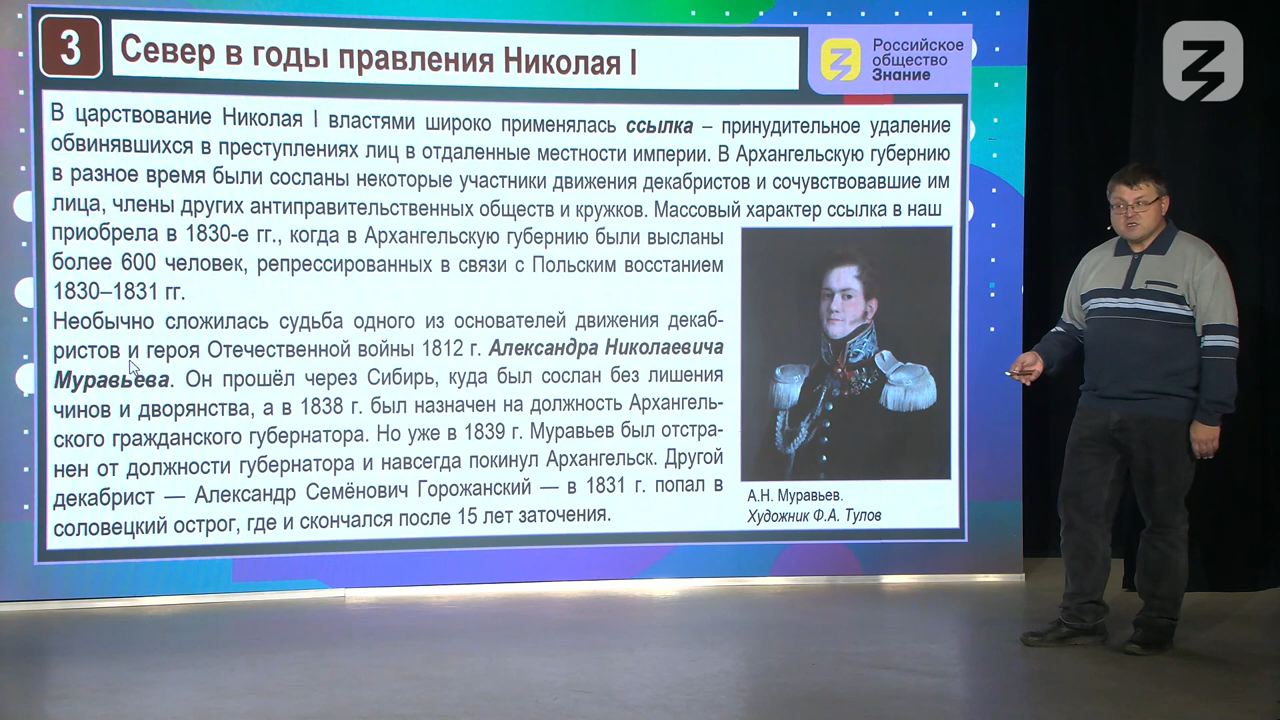 3
Север в годы правления Николая I
Российское
общество
Знание
В царствование Николая I властями широко применялась ссылка – принудительное удаление
обвинявшихся в преступлениях лиц в отдаленные местности империи. В Архангельскую губернию
в разное время были сосланы некоторые участники движения декабристов и сочувствовавшие им
лица, члены других антиправительственных обществ и кружков. Массовый характер ссылка в наш
приобрела в 1830-е гг., когда в Архангельскую губернию были высланы
более 600 человек, репрессированных в связи с Польским восстанием
1830–1831 гг.
Необычно сложилась судьба одного из основателей движения декаб-
ристов и героя Отечественной войны 1812 г. Александра Николаевича
Муравьева. Он прошёл через Сибирь, куда был сослан без лишения
чинов и дворянства, а в 1838 г. был назначен на должность Архангель-
ского гражданского губернатора. Но уже в 1839 г. Муравьев был отстра-
нен от должности губернатора и навсегда покинул Архангельск. Другой
декабрист — Александр Семёнович Горожанский — в 1831 г. попал в
соловецкий острог, где и скончался после 15 лет заточения.
А.Н. Муравьев.
Художник Ф.А. Тулов